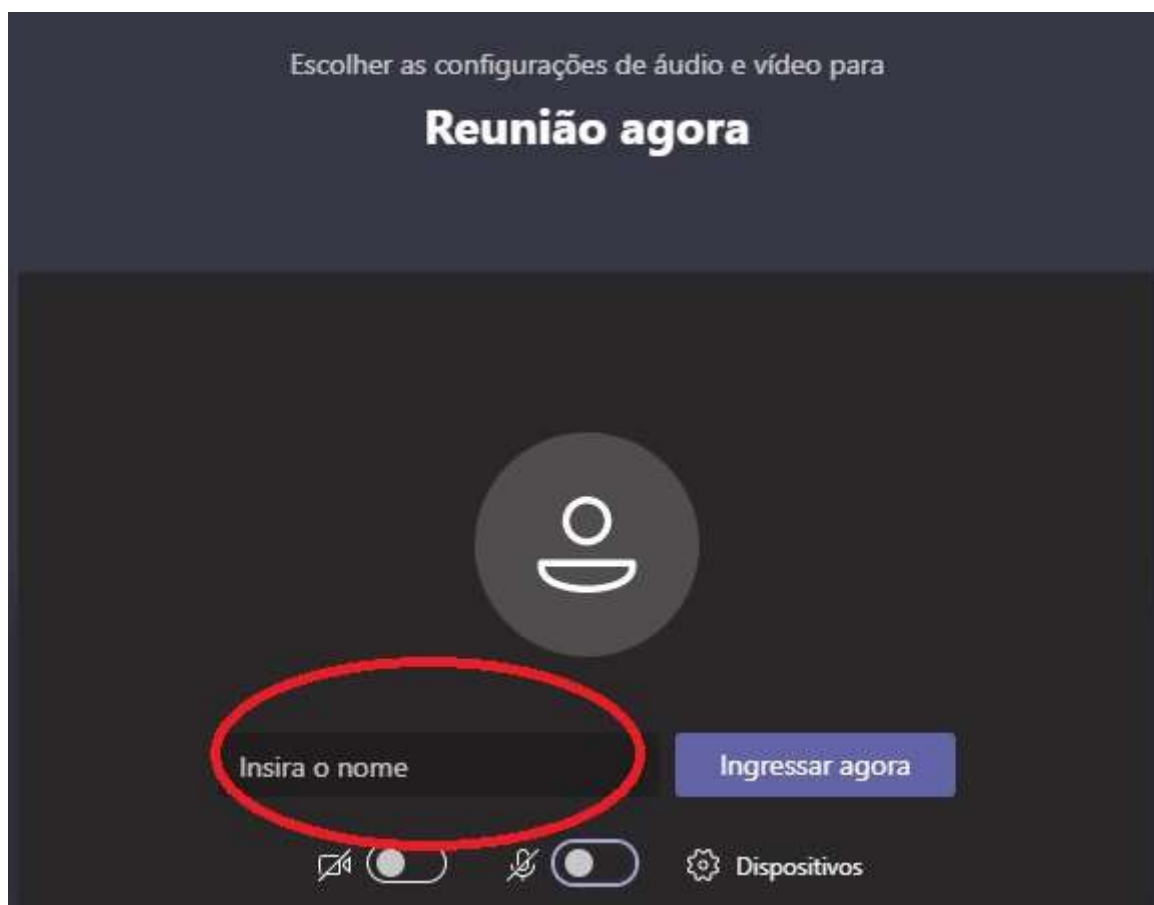 Escolher as configurações de áudio e vídeo para
Reunião agora
Insira o nome
Ingressar agora
Dispositivos